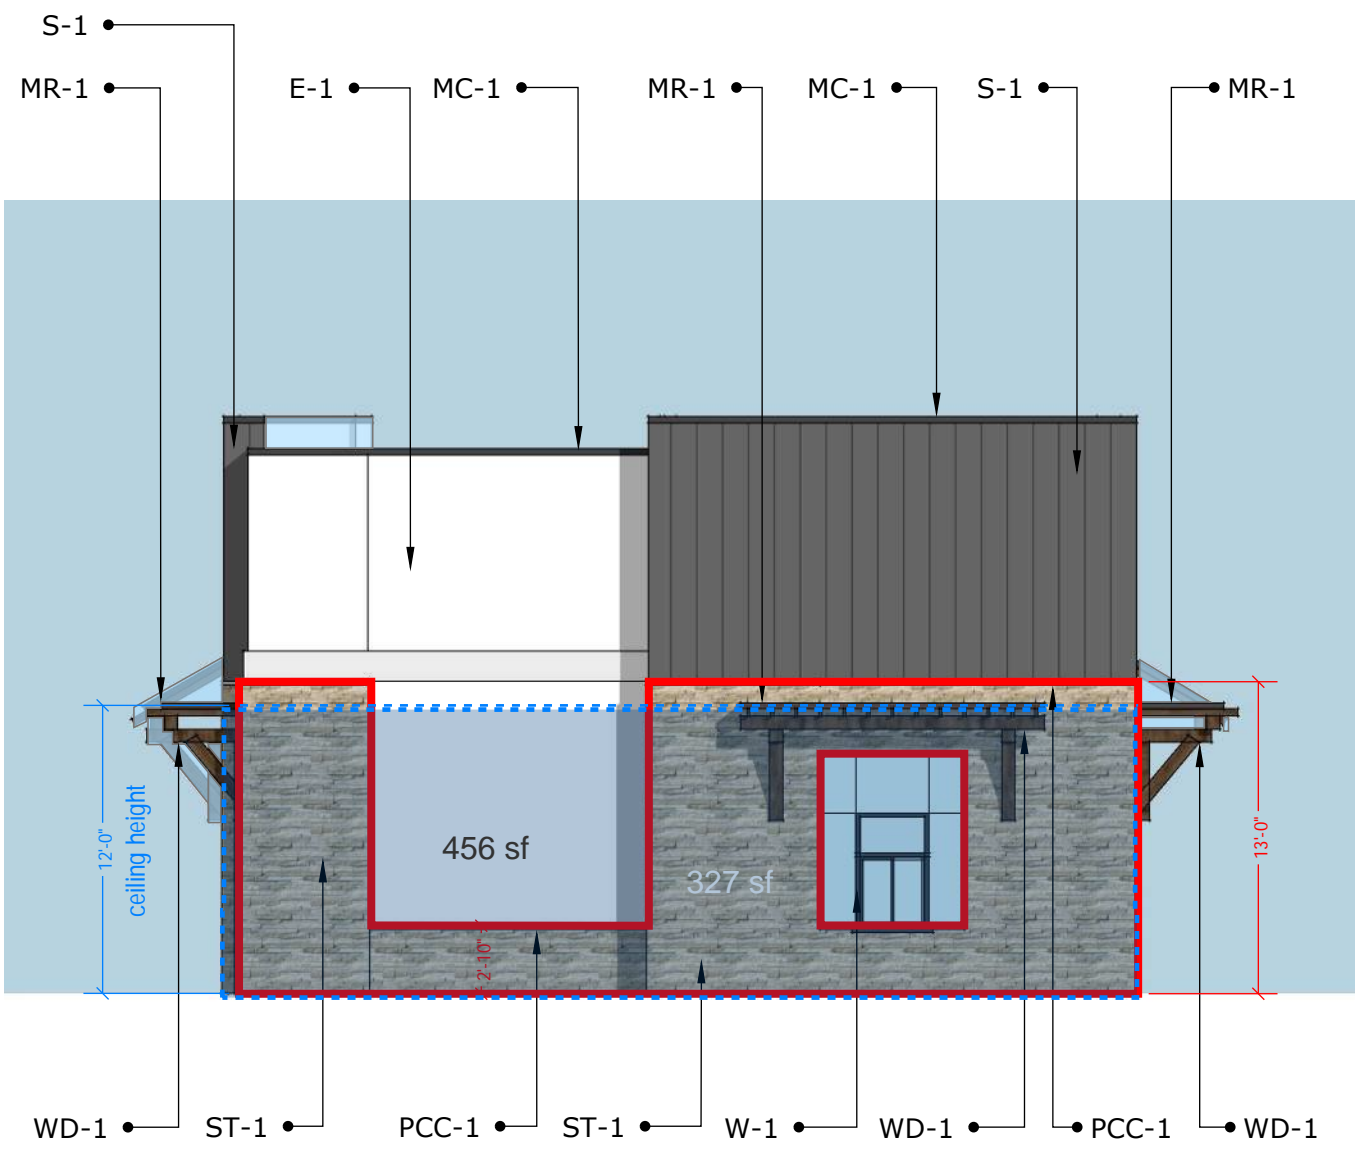 S-1
MR-1
E-1
MC-1
MR-1
MC-1
S-1
MR-1
12'-0"
ceiling height
456 sf
327 sf
2'-10"
13'-0"
WD-1
ST-1
PCC-1
ST-1
W-1
WD-1
PCC-1
WD-1